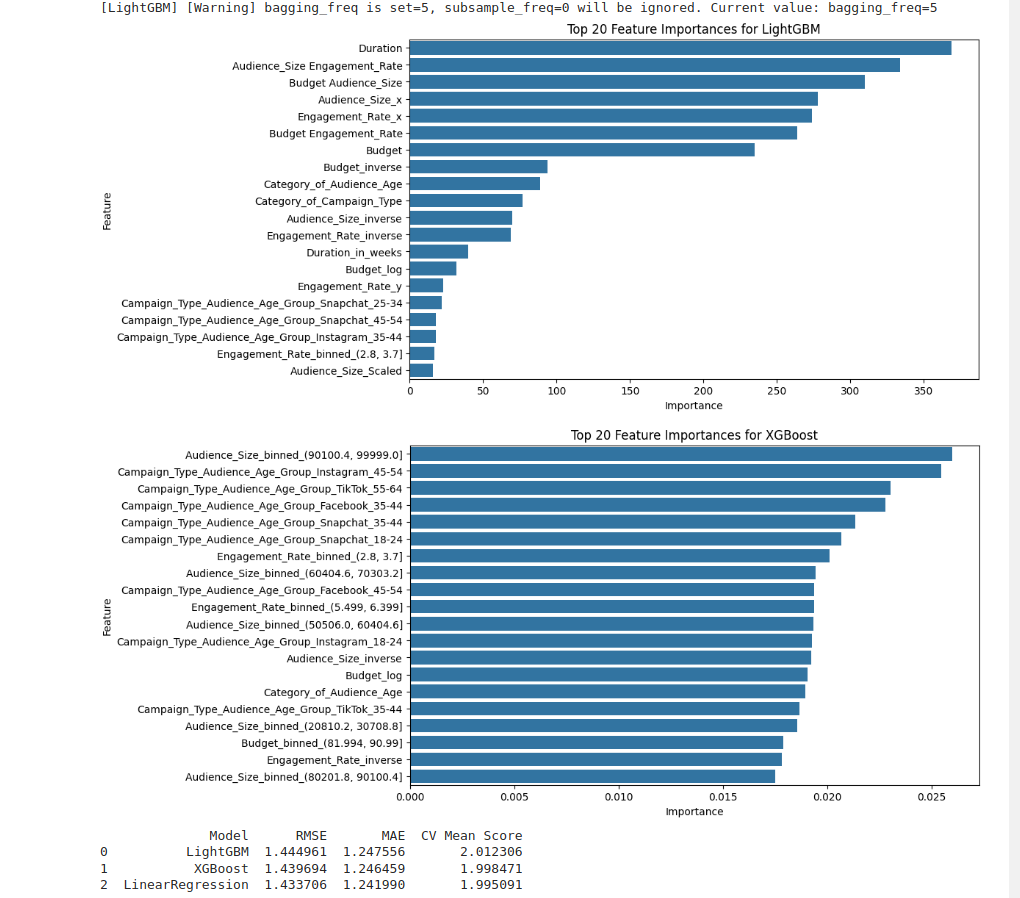 [LightGBM] [Warning] bagging_freq is set=5, subsample_freq=0 will be ignored. Current value: bagging_freq=5
Top 20 Feature Importances for LightGBM
Duration
Audience_Size Engagement_Rate
Budget Audience_Size
Audience_Size_x
Engagement_Rate_x
Budget Engagement_Rate
Budget
Budget_inverse
Category_of_Audience_Age
Category_of_Campaign_Type
Audience_Size_inverse
Engagement_Rate_inverse
Duration_in_weeks
Budget_log
Engagement_Rate_y
Campaign_Type_Audience_Age_Group_Snapchat_25-34
Campaign_Type_Audience_Age_Group_Snapchat_45-54
Campaign_Type_Audience_Age_Group_Instagram_35-44
Engagement_Rate_binned_(2.8, 3.7]
Audience_Size_Scaled
Feature
0 50 100 150 200 250 300 350
Importance
Top 20 Feature Importances for XGBoost
Audience_Size_binned_(90100.4, 99999.0]
Campaign_Type_Audience_Age_Group_Instagram_45-54
Campaign_Type_Audience_Age_Group_TikTok_55-64
Campaign_Type_Audience_Age_Group_Facebook_35-44
Campaign_Type_Audience_Age_Group_Snapchat_35-44
Campaign_Type_Audience_Age_Group_Snapchat_18-24
Engagement_Rate_binned_(2.8, 3.7]
Audience_Size_binned_(60404.6, 70303.2]
Campaign_Type_Audience_Age_Group_Facebook_45-54
Engagement_Rate_binned_(5.499, 6.399]
Audience_Size_binned_(50506.0, 60404.6]
Campaign_Type_Audience_Age_Group_Instagram_18-24
Audience_Size_inverse
Budget_log
Category_of_Audience_Age
Campaign_Type_Audience_Age_Group_TikTok_35-44
Audience_Size_binned_(20810.2, 30708.8]
Budget_binned_(81.994, 90.99]
Engagement_Rate_inverse
Audience_Size_binned_(80201.8, 90100.4]
Feature
0.000 0.005 0.010 0.015 0.020 0.025
Importance
Model RMSE MAE CV Mean Score
0 LightGBM 1.444961 1.247556 2.012306
1 XGBoost 1.439694 1.246459 1.998471
2 LinearRegression 1.433706 1.241990 1.995091